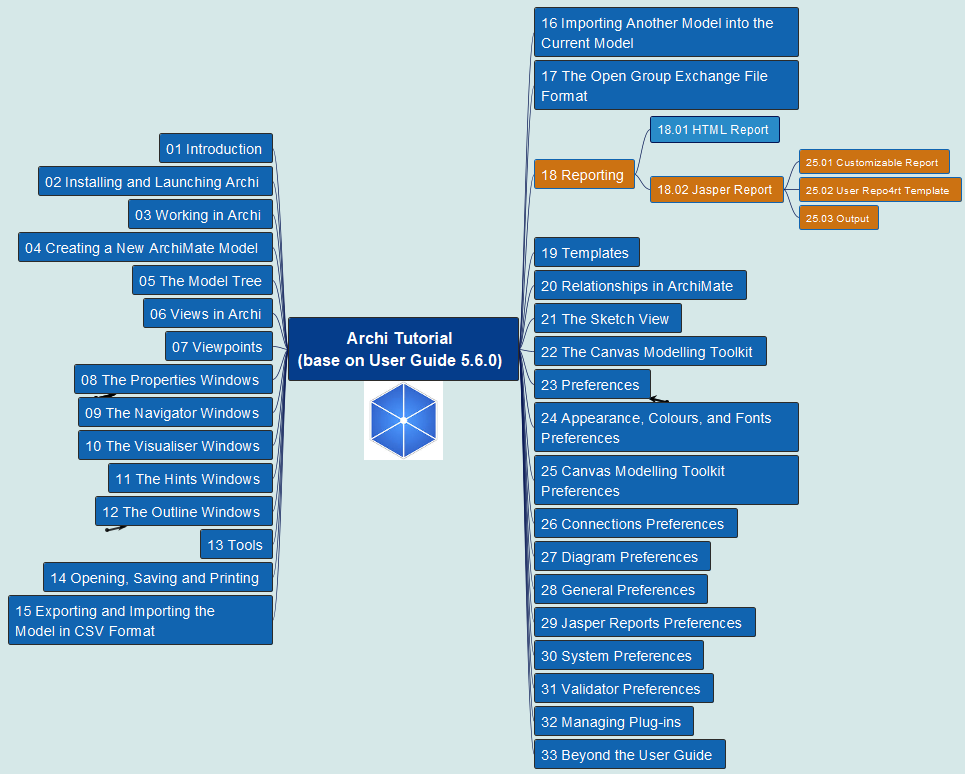 Archi Tutorial
(base on User Guide 5.6.0)
01 Introduction
02 Installing and Launching Archi
03 Working in Archi
04 Creating a New ArchiMate Model
05 The Model Tree
06 Views in Archi
07 Viewpoints
08 The Properties Windows
09 The Navigator Windows
10 The Visualiser Windows
11 The Hints Windows
12 The Outline Windows
13 Tools
14 Opening, Saving and Printing
15 Exporting and Importing the
Model in CSV Format
16 Importing Another Model into the
Current Model
17 The Open Group Exchange File
Format
18 Reporting
18.01 HTML Report
18.02 Jasper Report
25.01 Customizable Report
25.02 User Repo4rt Template
25.03 Output
19 Templates
20 Relationships in ArchiMate
21 The Sketch View
22 The Canvas Modelling Toolkit
23 Preferences
24 Appearance, Colours, and Fonts
Preferences
25 Canvas Modelling Toolkit
Preferences
26 Connections Preferences
27 Diagram Preferences
28 General Preferences
29 Jasper Reports Preferences
30 System Preferences
31 Validator Preferences
32 Managing Plug-ins
33 Beyond the User Guide